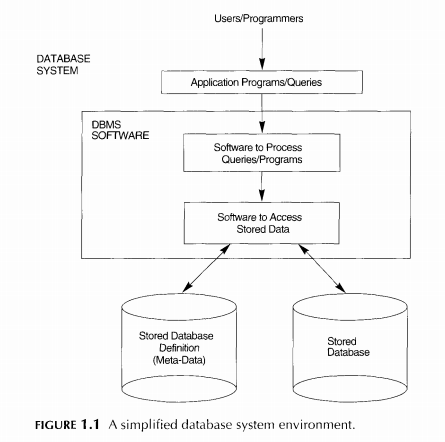 Users/Programmers
DATABASE
SYSTEM
Application Programs/Queries
DBMS
SOFTWARE
Software to Process
Queries/Programs
Software to Access
Stored Data
Stored Database
Definition
(Meta-Data)
Stored
Database
FIGURE 1.1 A simplified database system environment.